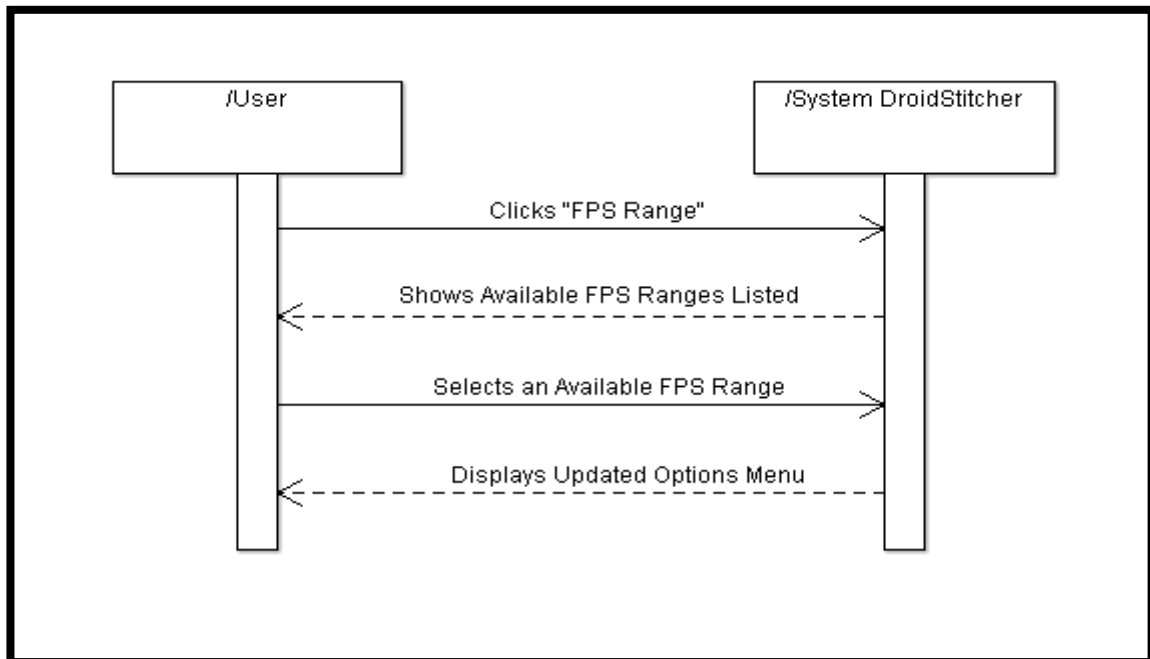 /User
/System DroidStitcher
Clicks "FPS Range"
Shows Available FPS Ranges Listed
Selects an Available FPS Range
Displays Updated Options Menu